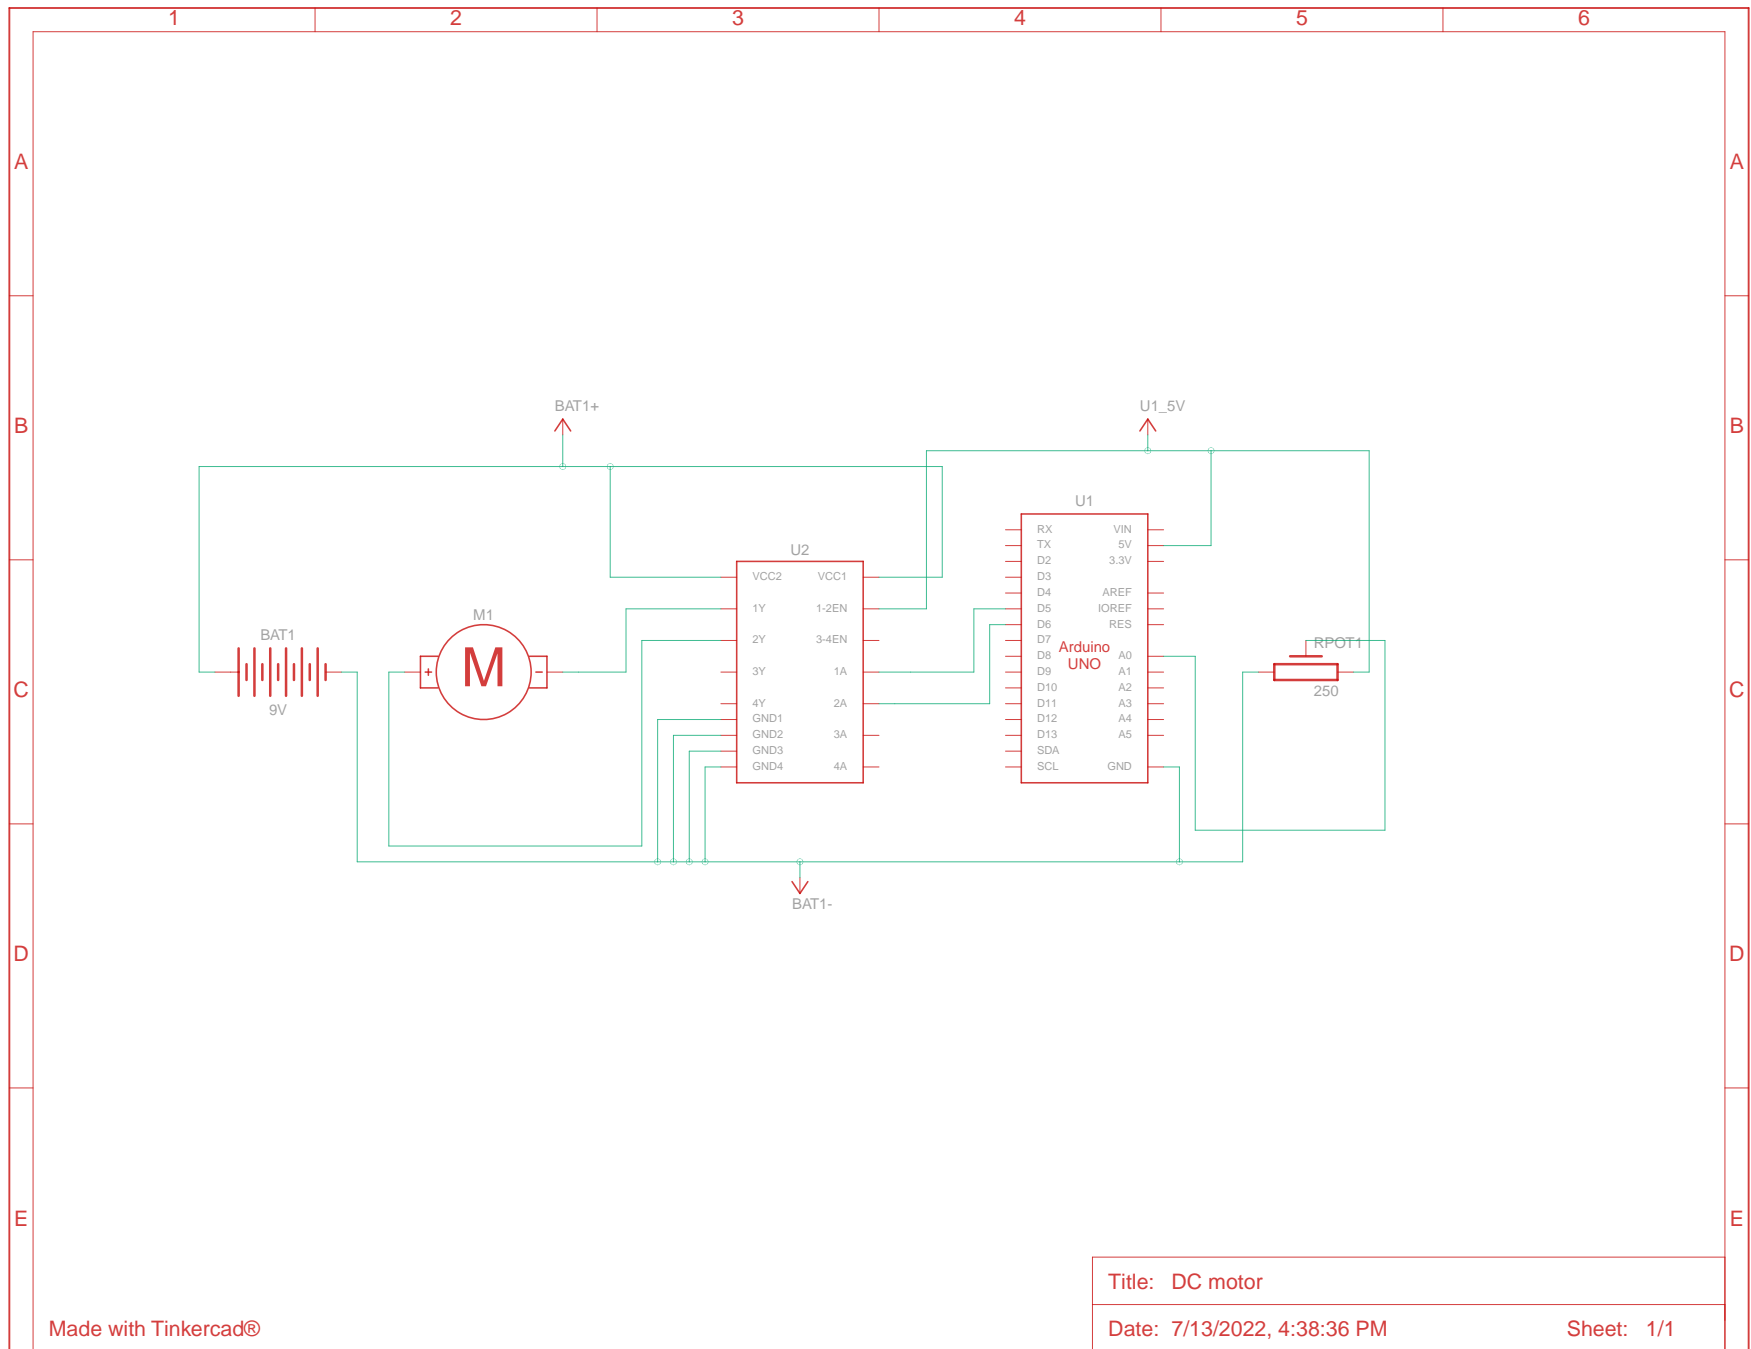 1 2 3 4 5 6
A A
BAT1+ U1_5V
B B
U1
RX VIN
TX 5V
U2 D2 3.3V
VCC2 VCC1 D3
D4 AREF
1Y 1-2EN D5 IOREF
M1 D6 RES
BAT1 2Y 3-4EN D7 RPOT1
M
Arduino
UNO
D8 A0
+ - 3Y 1A D9 A1
C D10 A2 250 C
9V 4Y 2A D11 A3
GND1 D12 A4
GND2 3A D13 A5
GND3 SDA
GND4 4A SCL GND
BAT1-
D D
E E
Title: DC motor
Made with Tinkercad® Date: 7/13/2022, 4:38:36 PM Sheet: 1/1